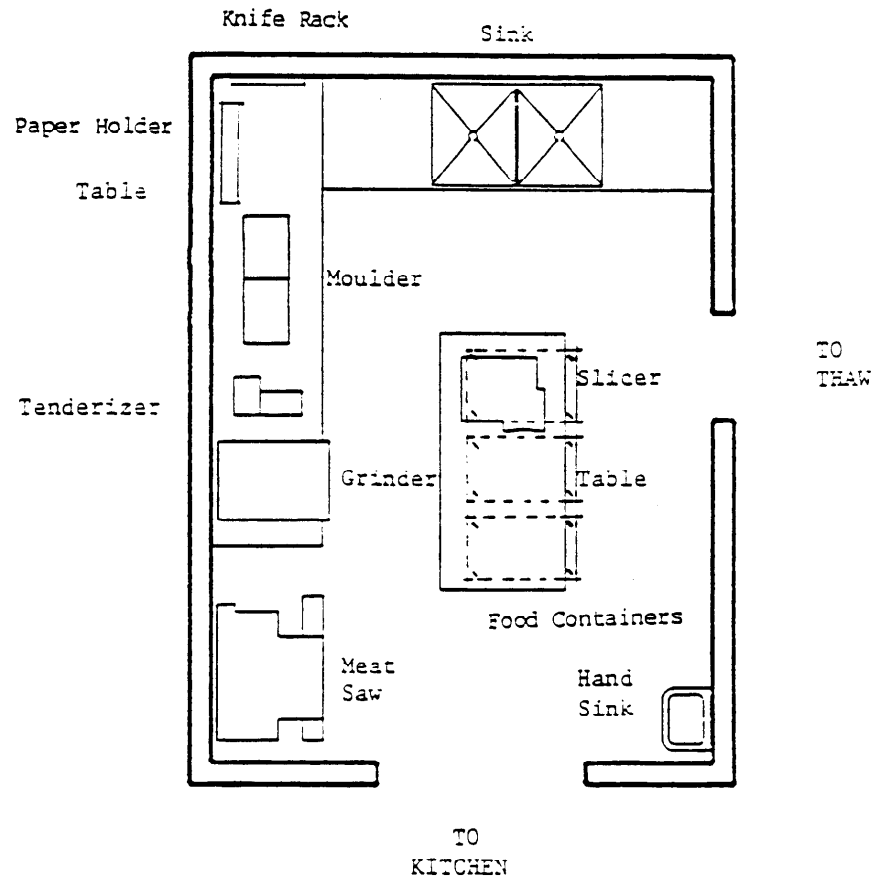 Knife Rack
Sink
Paper Holder
Table
Moulder
TO
THAW
Slicer
Tenderizer
Grinder
Table
Food Containers
Meat
Saw
Hand
Sink
TO
KITCHEN